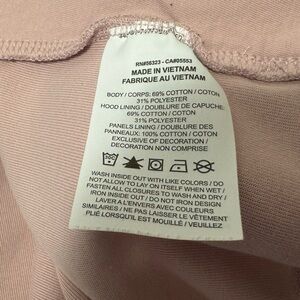 RN#56323 - CA#05553
MADE IN VIETNAM
FABRIQUE AU VIETNAM
BODY / CORPS: 69% COTTON / COTON
31% POLYESTER
HOOD LINING / DOUBLURE DE CAPUCHE:
69% COTTON / COTON
31% POLYESTER
PANELS LINING / DOUBLURE DES
PANNEAUX: 100% COTTON / COTON
EXCLUSIVE OF DECORATION /
DECORATION NON COMPRISE
WASH INSIDE OUT WITH LIKE COLORS / DO
NOT ALLOW TO LAY ON ITSELF WHEN WET /
FASTEN ALL CLOSURES TO WASH AND DRY /
IRON INSIDE OUT / DO NOT IRON DESIGN
LAVER A L'ENVERS AVEC COULEURS
SIMILAIRES / NE PAS LAISSER LE VÊTEMENT
PLIÉ LORSQU'IL EST MOUILLÉ / VEUILLEZ